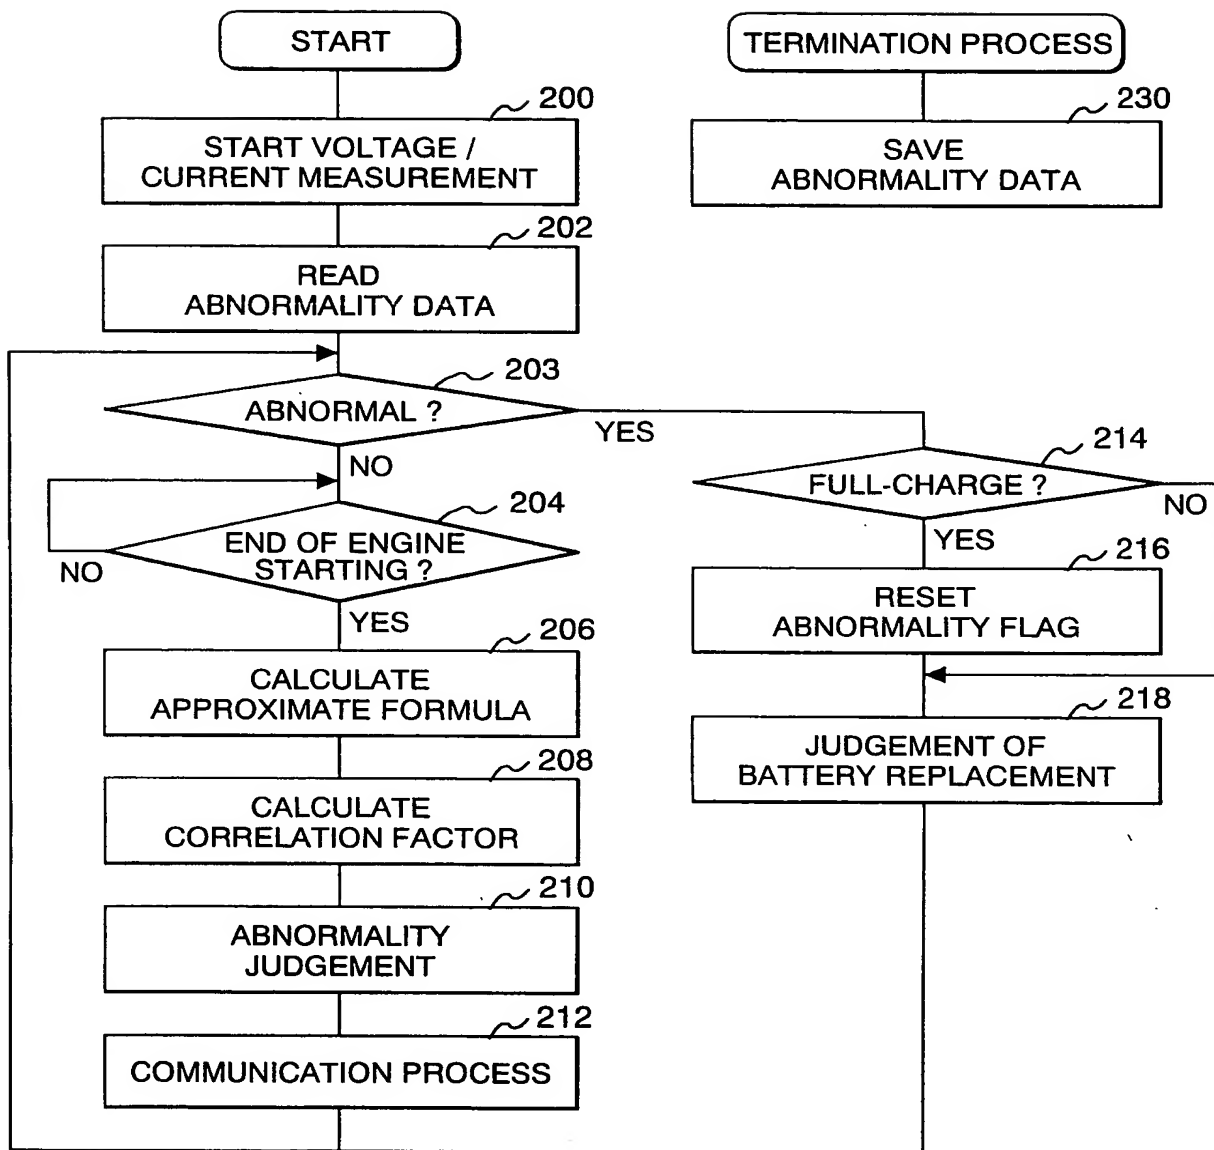 START
200
START VOLTAGE /
CURRENT MEASUREMENT
202
READ
ABNORMALITY DATA
203
ABNORMAL ?
YES
NO
204
END OF ENGINE
STARTING ?
NO
YES
206
CALCULATE
APPROXIMATE FORMULA
208
CALCULATE
CORRELATION FACTOR
210
ABNORMALITY
JUDGEMENT
212
COMMUNICATION PROCESS
214
FULL-CHARGE ?
NO
YES
216
RESET
ABNORMALITY FLAG
218
JUDGEMENT OF
BATTERY REPLACEMENT
TERMINATION PROCESS
230
SAVE
ABNORMALITY DATA